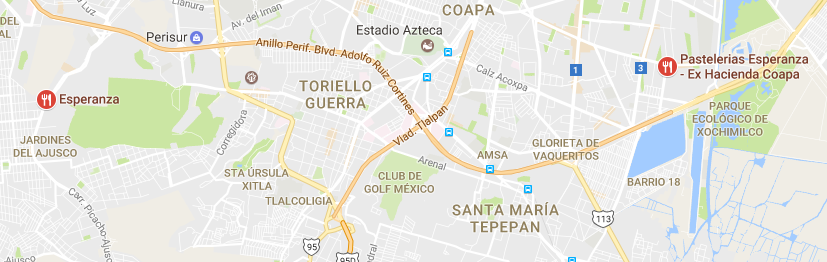 Llanura
Av. del Iman
COAPA
Perisur
Estadio Azteca
Anillo Perif. Blvd. Adolfo Ruiz Cortines
Calz Acoxpa
1
3
Pastelerias Esperanza
- Ex Hacienda Coapa
Esperanza
TORIELLO
GUERRA
Viad. Tlalpan
PARQUE
ECOLÓGICO DE
XOCHIMILCO
Corregidora
JARDINES
DEL AJUSCO
GLORIETA DE
VAQUERITOS
AMSA
Arenal
STA ÚRSULA
XITLA
CLUB DE
GOLF MÉXICO
BARRIO 18
TLALCOLIGIA
Carr. Picacho-Ajusco
SANTA MARÍA
TEPEPAN
113
95
95D